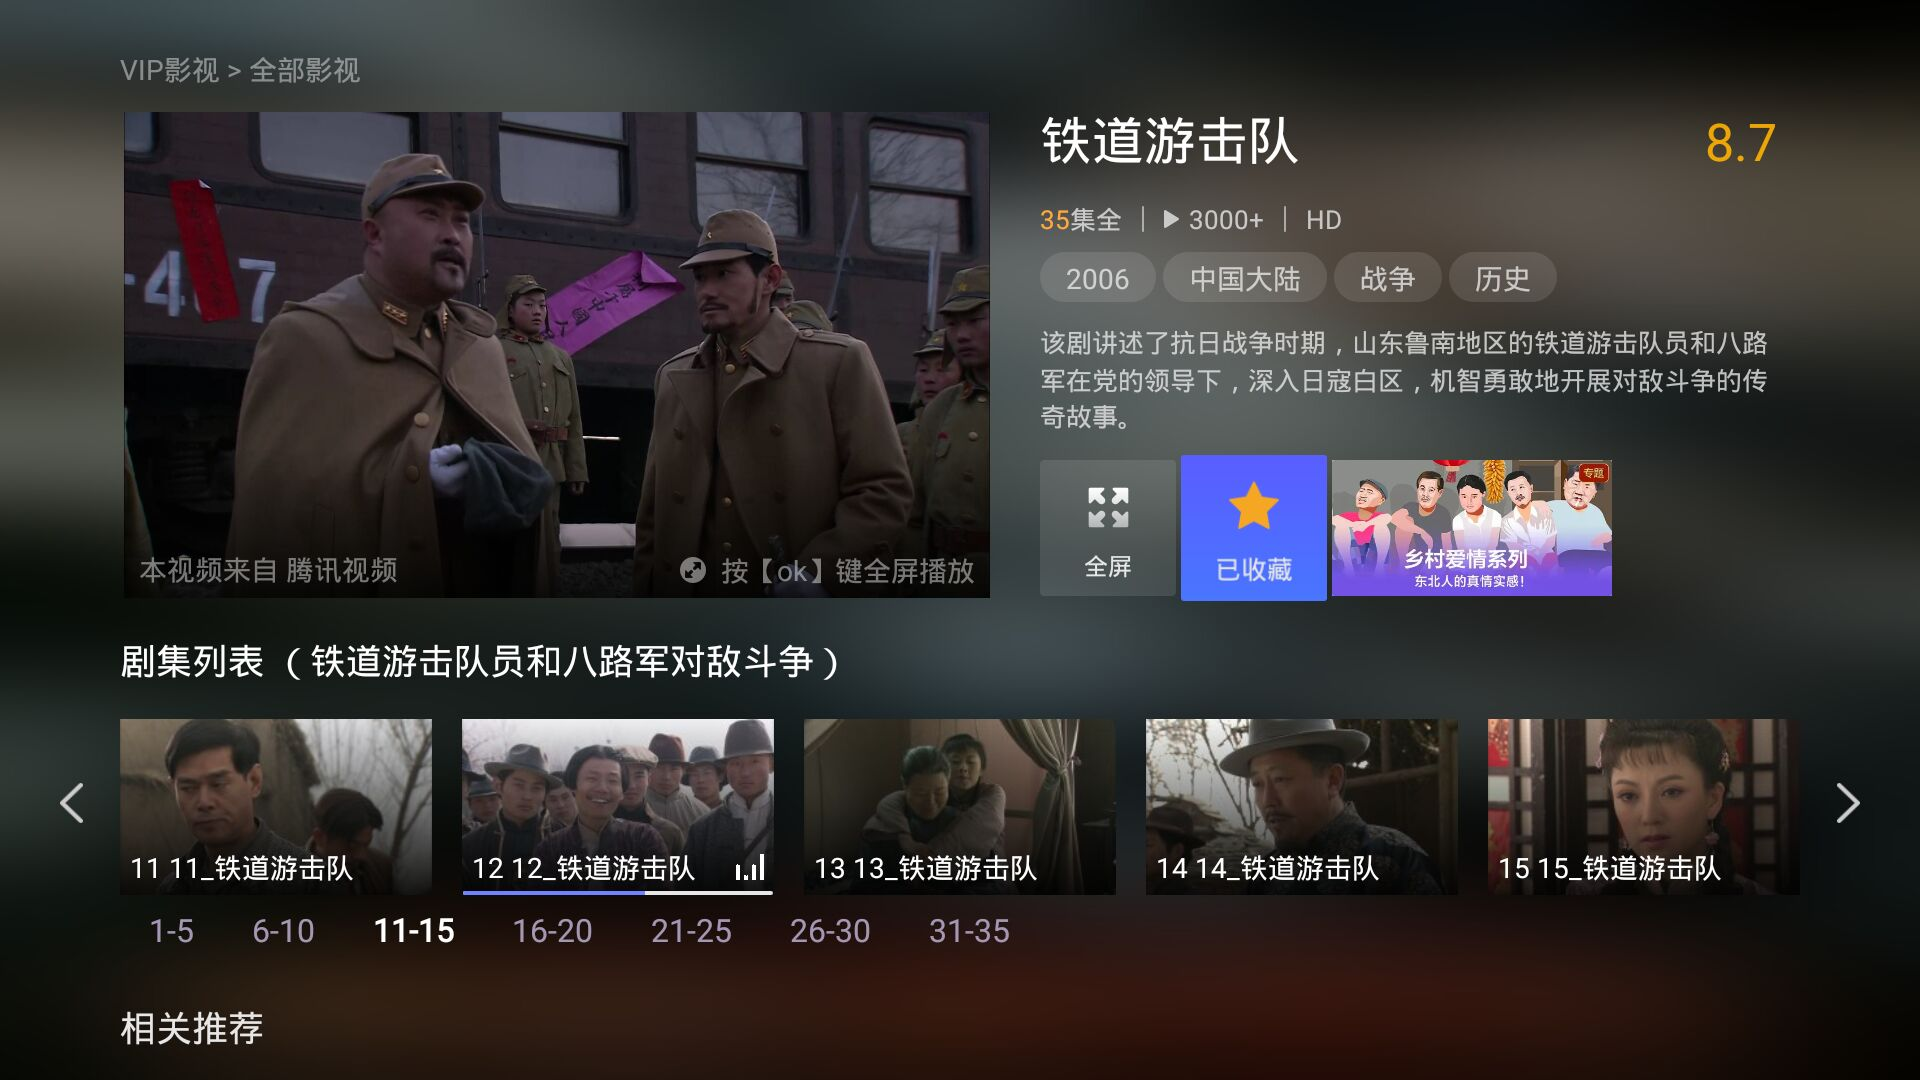 VIP影视 > 全部影视
铁道游击队
8.7
35集全 | 3000+ | HD
2006 中国大陆 战争 历史
该剧讲述了抗日战争时期，山东鲁南地区的铁道游击队员和八路
军在党的领导下，深入日寇白区，机智勇敢地开展对敌斗争的传
奇故事。
本视频来自 腾讯视频
按【ok】键全屏播放
全屏
已收藏
专题
乡村爱情系列
东北人的真情实感！
剧集列表 （铁道游击队员和八路军对敌斗争）
11 11_铁道游击队
12 12_铁道游击队
13 13_铁道游击队
14 14_铁道游击队
15 15_铁道游击队
1-5 6-10 11-15 16-20 21-25 26-30 31-35
相关推荐